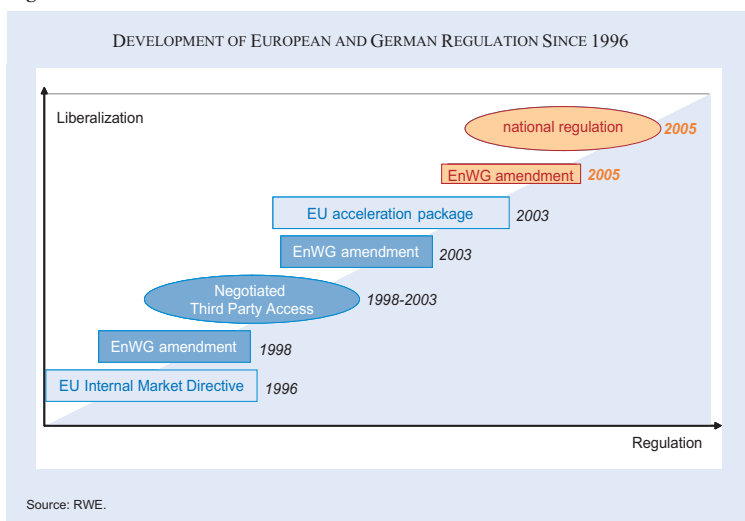 DEVELOPMENT OF EUROPEAN AND GERMAN REGULATION SINCE 1996
Liberalization
national regulation 2005
EnWG amendment 2005
EU acceleration package 2003
EnWG amendment 2003
Negotiated
Third Party Access 1998-2003
EnWG amendment 1998
EU Internal Market Directive 1996
Regulation
Source: RWE.